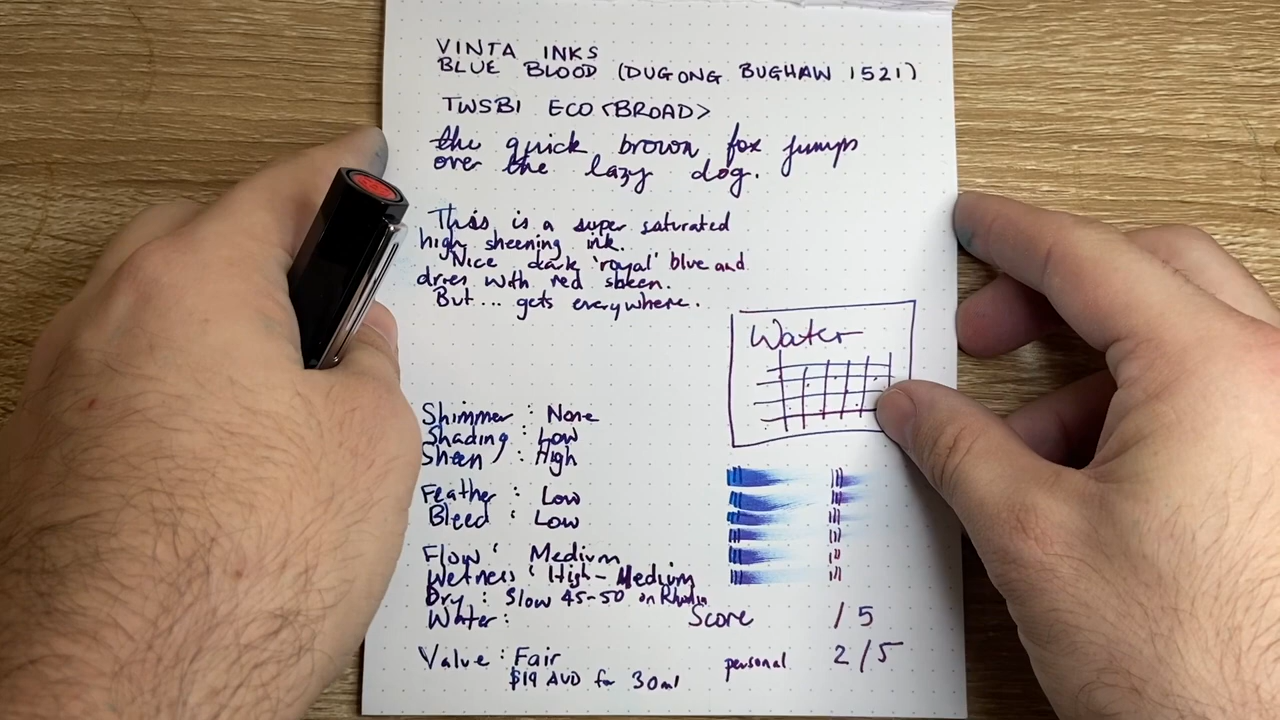 VINTA INKS
BLUE BLOOD (DUGONG BUGHAW 1521)
TWSBI ECO <BROAD>
the quick brown fox jumps
over the lazy dog.
This is a super saturated
high sheening ink.
Nice dark 'royal' blue and
dries with red sheen.
But... gets everywhere.
Water
Shimmer : None
Shading : Low
Sheen : High
Feather : Low
Bleed : Low
Flow : Medium
Wetness : High - Medium
Dry : Slow 45-50 on Rhodia
Water :
Score /5
Value : Fair
$19 AUD for 30ml
personal 2/5